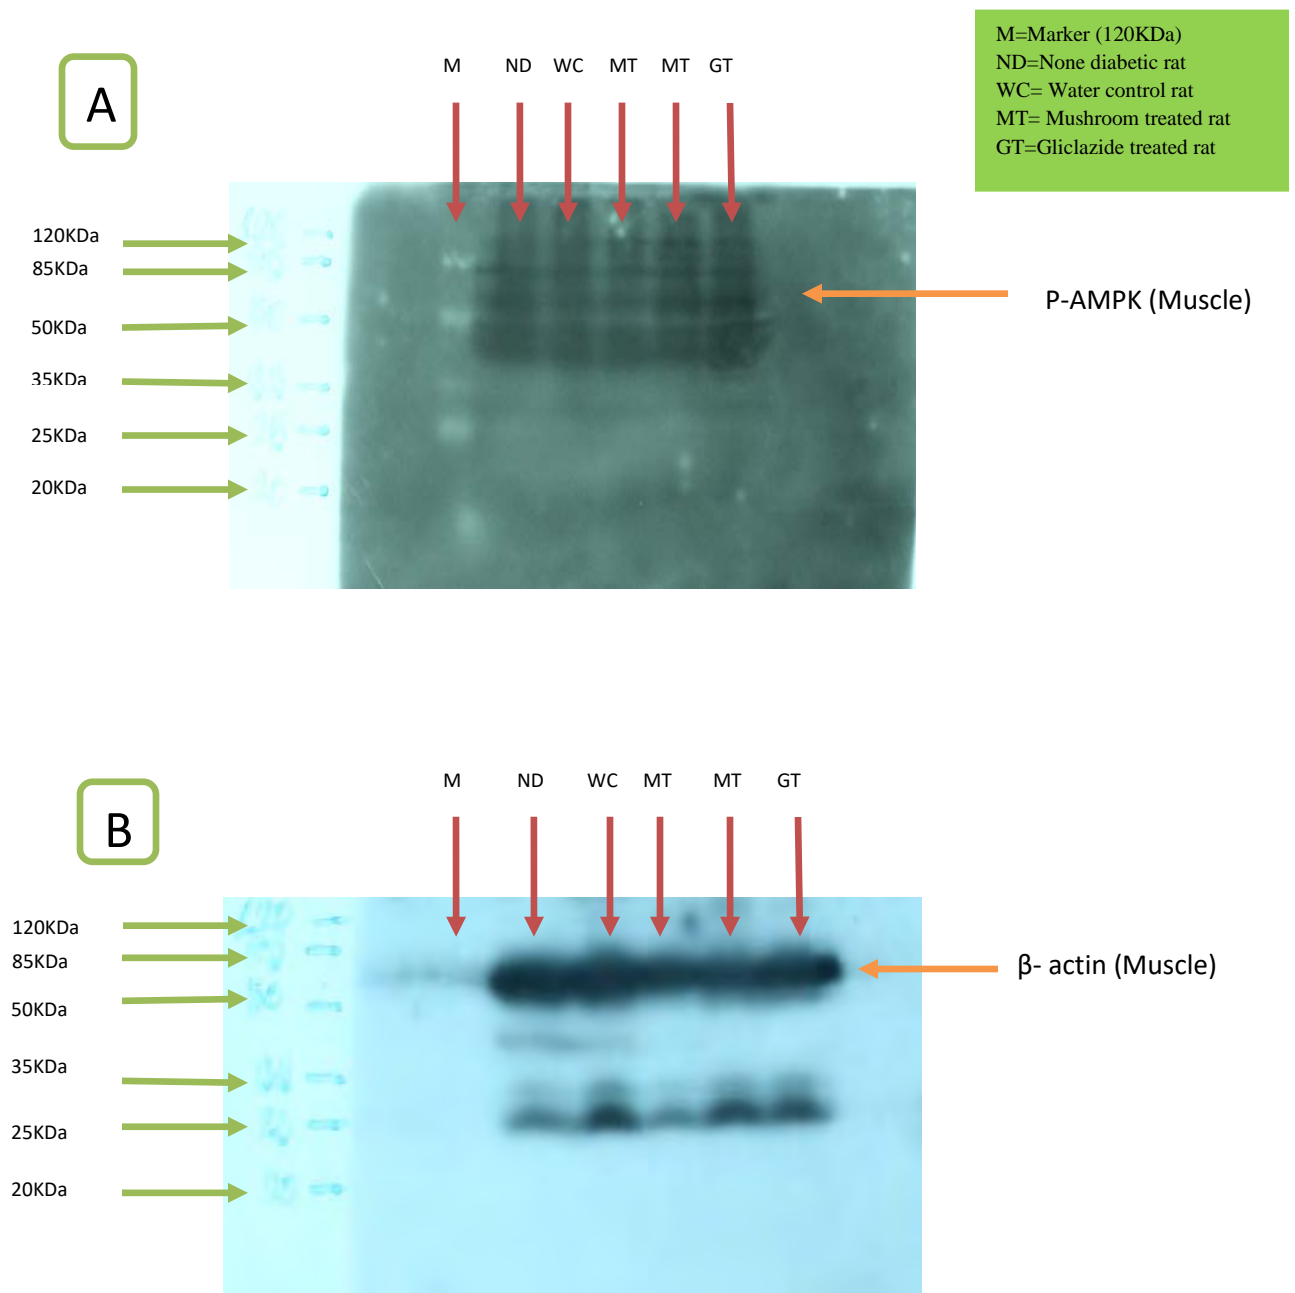 A
M ND WC MT MT GT
M=Marker (120KDa)
ND=None diabetic rat
WC= Water control rat
MT= Mushroom treated rat
GT=Gliclazide treated rat
120KDa
85KDa
50KDa
35KDa
25KDa
20KDa
P-AMPK (Muscle)
B
M ND WC MT MT GT
120KDa
85KDa
50KDa
35KDa
25KDa
20KDa
β- actin (Muscle)